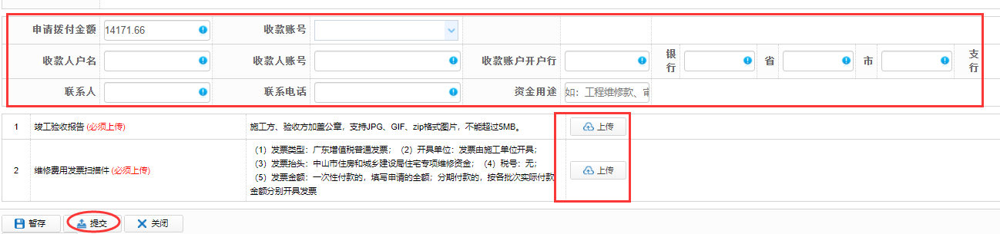 申请拨付金额 14171.66 收款账号
收款人户名 收款人账号 收款账户开户行 银行 省 市 支行
联系人 联系电话 资金用途 如：工程维修款、
1 竣工验收报告 (必须上传) 施工方、验收方加盖公章，支持JPG、GIF、zip格式图片，不能超过5MB。 上传
（1）发票类型：广东增值税普通发票；（2）开具单位：发票由施工单位开具；
（3）发票抬头：中山市住房和城乡建设局住宅专项维修资金；（4）税号：无；
2 维修费用发票扫描件 (必须上传) 上传
（5）发票金额：一次性付款的，填写申请的全额；分期付款的，按各批次实际付款
金额分别开具发票
暂存 提交 关闭